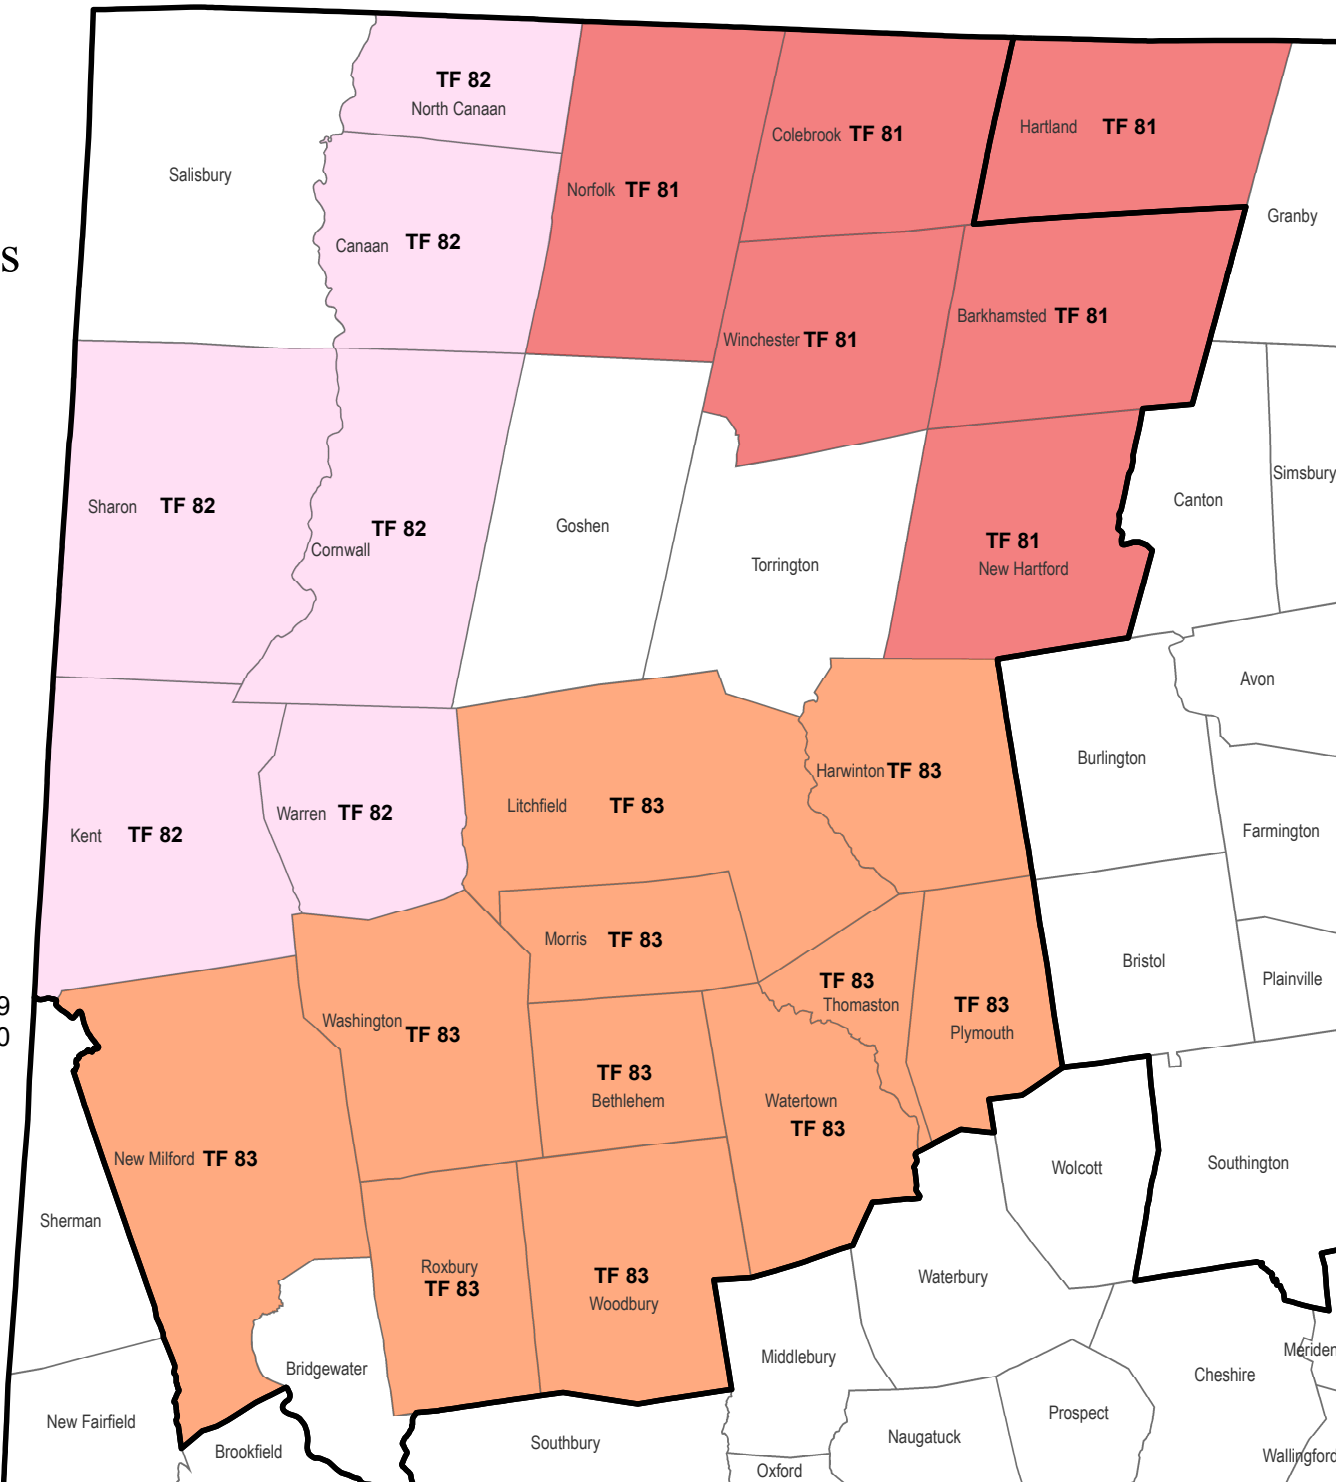 TF 82
North Canaan
Colebrook TF 81
Hartland TF 81
Salisbury
Norfolk TF 81
Granby
Canaan TF 82
s
Barkhamsted TF 81
Winchester TF 81
Simsbury
Canton
Sharon TF 82
TF 82
Cornwall
Goshen
TF 81
New Hartford
Torrington
Avon
Burlington
Harwinton TF 83
Litchfield TF 83
Warren TF 82
Kent TF 82
Farmington
Morris TF 83
Bristol
Plainville
TF 83
Thomaston
TF 83
Plymouth
9
0
Washington
TF 83
TF 83
Bethlehem
Watertown
TF 83
New Milford TF 83
Wolcott
Southington
Sherman
Roxbury
TF 83
TF 83
Woodbury
Waterbury
Middlebury
Meriden
Bridgewater
Cheshire
Prospect
New Fairfield
Naugatuck
Southbury
Brookfield
Wallingford
Oxford